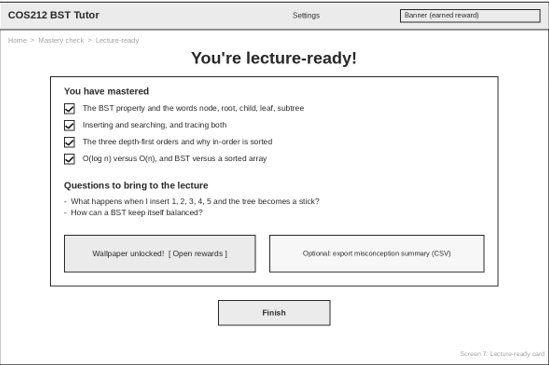 COS212 BST Tutor
Settings
Banner (earned reward)
Home > Mastery check > Lecture-ready
You're lecture-ready!
You have mastered
The BST property and the words node, root, child, leaf, subtree
Inserting and searching, and tracing both
The three depth-first orders and why in-order is sorted
O(log n) versus O(n), and BST versus a sorted array
Questions to bring to the lecture
- What happens when I insert 1, 2, 3, 4, 5 and the tree becomes a stick?
- How can a BST keep itself balanced?
Wallpaper unlocked! [ Open rewards ]
Optional: export misconception summary (CSV)
Finish
Screen 7: Lecture-ready card